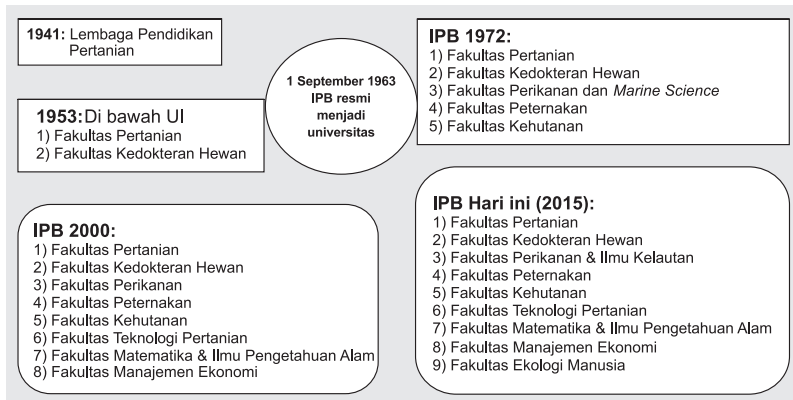 1941: Lembaga Pendidikan
Pertanian
1953:Di bawah UI
1) Fakultas Pertanian
2) Fakultas Kedokteran Hewan
1 September 1963
IPB resmi
menjadi
universitas
IPB 1972:
1) Fakultas Pertanian
2) Fakultas Kedokteran Hewan
3) Fakultas Perikanan dan Marine Science
4) Fakultas Peternakan
5) Fakultas Kehutanan
IPB 2000:
1) Fakultas Pertanian
2) Fakultas Kedokteran Hewan
3) Fakultas Perikanan
4) Fakultas Peternakan
5) Fakultas Kehutanan
6) Fakultas Teknologi Pertanian
7) Fakultas Matematika & Ilmu Pengetahuan Alam
8) Fakultas Manajemen Ekonomi
IPB Hari ini (2015):
1) Fakultas Pertanian
2) Fakultas Kedokteran Hewan
3) Fakultas Perikanan & Ilmu Kelautan
4) Fakultas Peternakan
5) Fakultas Kehutanan
6) Fakultas Teknologi Pertanian
7) Fakultas Matematika & Ilmu Pengetahuan Alam
8) Fakultas Manajemen Ekonomi
9) Fakultas Ekologi Manusia